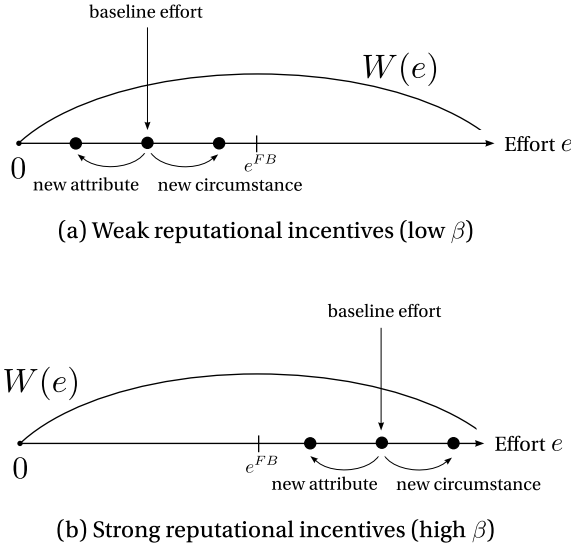 baseline effort
W(e)
Effort e
0
e^{FB}
new attribute
new circumstance
(a) Weak reputational incentives (low β)
baseline effort
W(e)
Effort e
0
e^{FB}
new attribute
new circumstance
(b) Strong reputational incentives (high β)